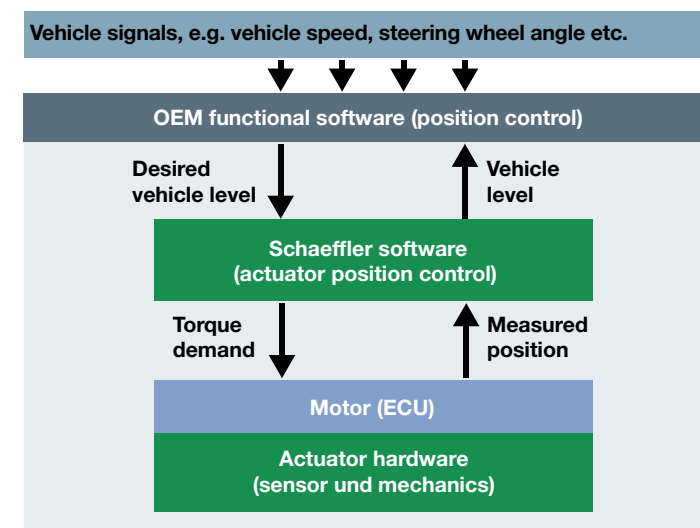 Vehicle signals, e.g. vehicle speed, steering wheel angle etc.
OEM functional software (position control)
Desired
vehicle level
Vehicle
level
Schaeffler software
(actuator position control)
Torque
demand
Measured
position
Motor (ECU)
Actuator hardware
(sensor und mechanics)